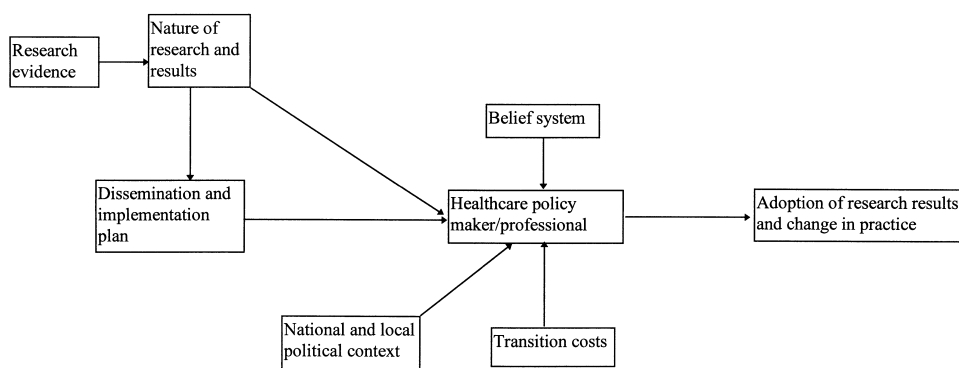 Research
evidence
Nature of
research and
results
Belief system
Dissemination and
implementation
plan
Healthcare policy
maker/professional
Adoption of research results
and change in practice
National and local
political context
Transition costs